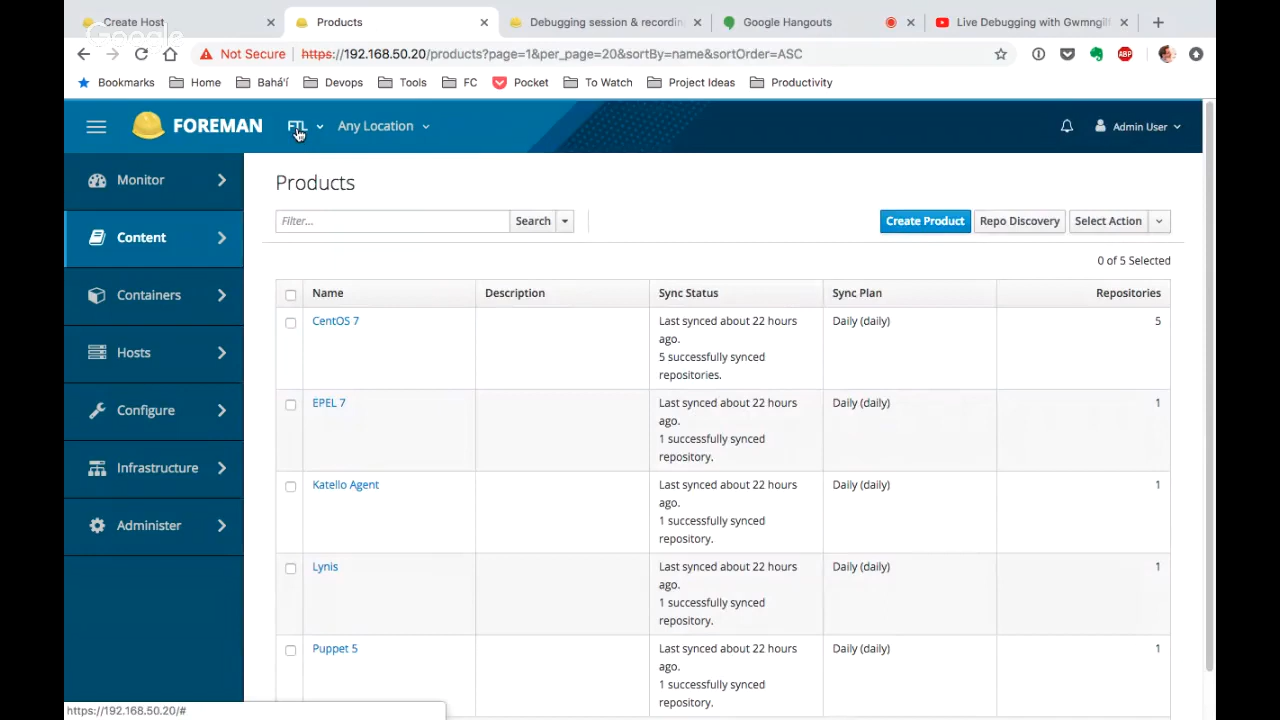 Create Host
Products
Debugging session & recording
Google Hangouts
Live Debugging with Gwmngilf
Google
Not Secure https://192.168.50.20/products?page=1&per_page=20&sortBy=name&sortOrder=ASC
ABP
Bookmarks Home Bahá'í Devops Tools FC Pocket To Watch Project Ideas Productivity
FOREMAN FTL Any Location Admin User
Monitor
Content
Containers
Hosts
Configure
Infrastructure
Administer
Products
Filter... Search Create Product Repo Discovery Select Action
0 of 5 Selected
Name Description Sync Status Sync Plan Repositories
CentOS 7 Last synced about 22 hours Daily (daily) 5
ago.
5 successfully synced
repositories.
EPEL 7 Last synced about 22 hours Daily (daily) 1
ago.
1 successfully synced
repository.
Katello Agent Last synced about 22 hours Daily (daily) 1
ago.
1 successfully synced
repository.
Lynis Last synced about 22 hours Daily (daily) 1
ago.
1 successfully synced
repository.
Puppet 5 Last synced about 22 hours Daily (daily) 1
ago.
1 successfully synced
repository.
https://192.168.50.20/#